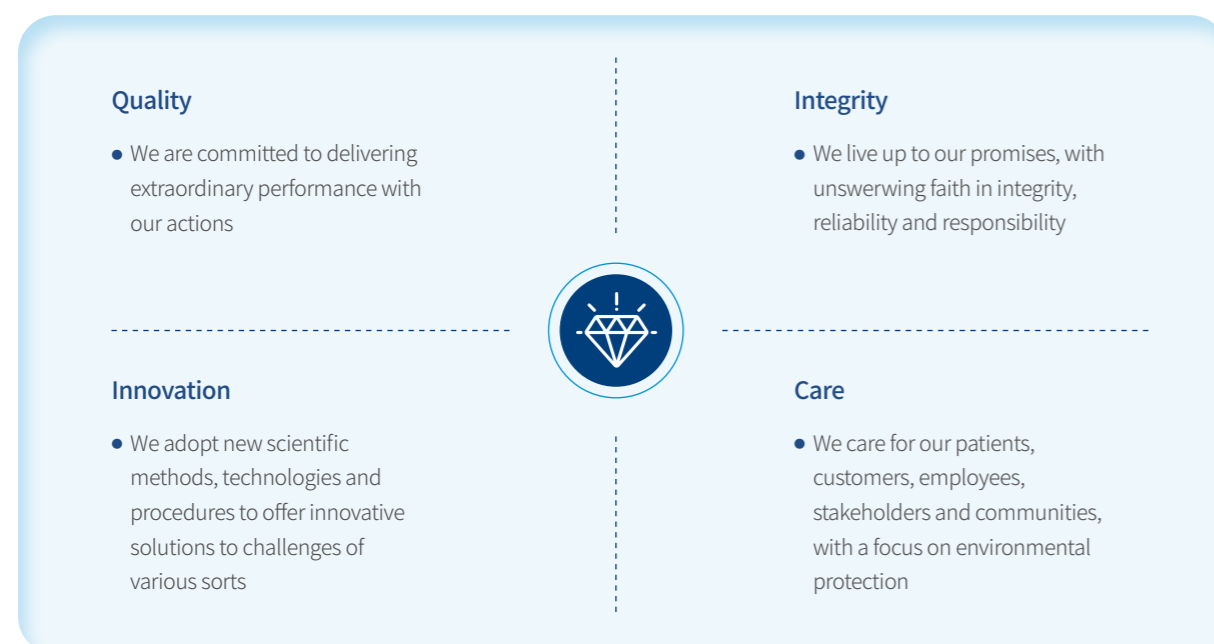 Quality
● We are committed to delivering
extraordinary performance with
our actions
Integrity
● We live up to our promises, with
unswerwing faith in integrity,
reliability and responsibility
Innovation
● We adopt new scientific
methods, technologies and
procedures to offer innovative
solutions to challenges of
various sorts
Care
● We care for our patients,
customers, employees,
stakeholders and communities,
with a focus on environmental
protection